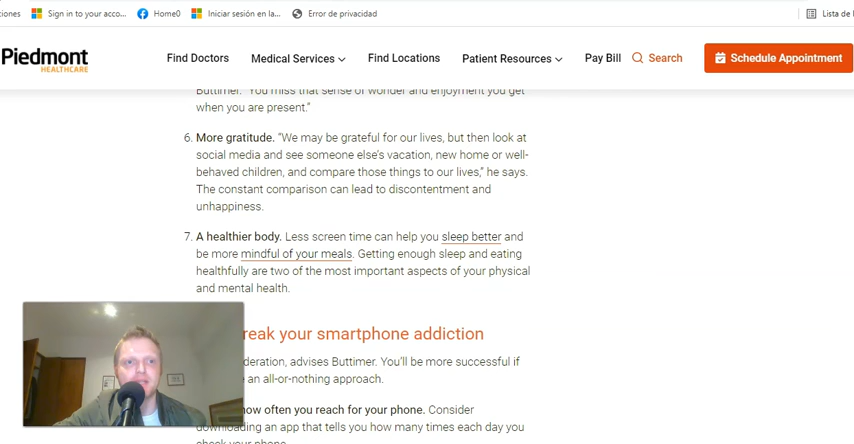 ciones Sign in to your acco... Home0 Iniciar sesión en la... Error de privacidad Lista de l
Piedmont
HEALTHCARE
Find Doctors Medical Services Find Locations Patient Resources Pay Bill Search Schedule Appointment
Buttimer. “You miss that sense of wonder and enjoyment you get
when you are present.”
6. More gratitude. “We may be grateful for our lives, but then look at
social media and see someone else’s vacation, new home or well-
behaved children, and compare those things to our lives,” he says.
The constant comparison can lead to discontentment and
unhappiness.
7. A healthier body. Less screen time can help you sleep better and
be more mindful of your meals. Getting enough sleep and eating
healthfully are two of the most important aspects of your physical
and mental health.
reak your smartphone addiction
deration, advises Buttimer. You’ll be more successful if
an all-or-nothing approach.
how often you reach for your phone. Consider
downloading an app that tells you how many times each day you
check your phone.